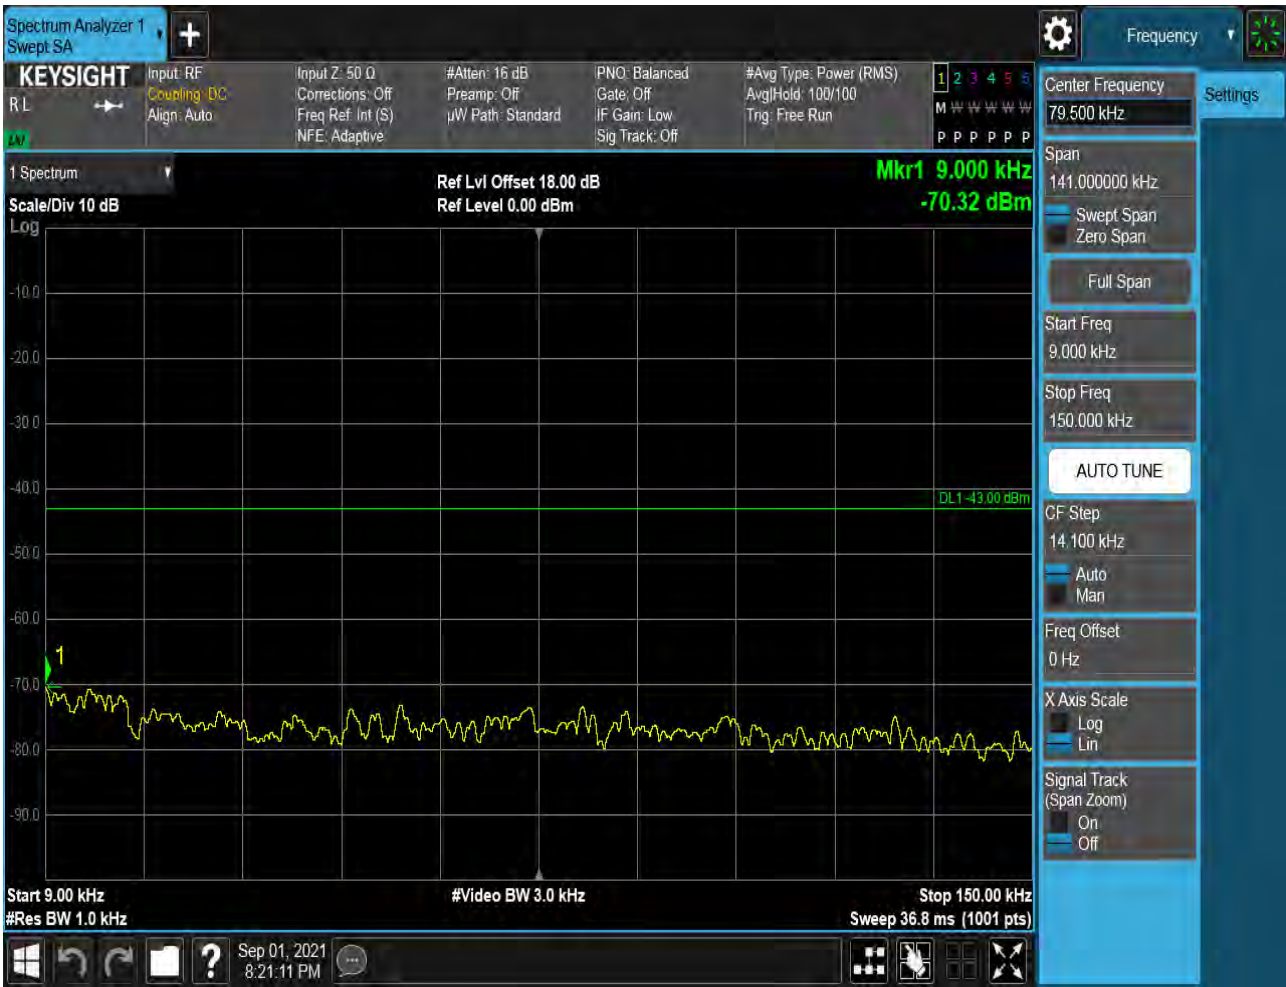 Spectrum Analyzer 1
Swept SA
+
Frequency
KEYSIGHT
R L
LXI
Input: RF
Coupling: DC
Align: Auto
Input Z: 50 Ω
Corrections: Off
Freq Ref: Int (S)
NFE: Adaptive
#Atten: 16 dB
Preamp: Off
µW Path: Standard
PNO: Balanced
Gate: Off
IF Gain: Low
Sig Track: Off
#Avg Type: Power (RMS)
Avg|Hold: 100/100
Trig: Free Run
1 2 3 4 5 6
M W W W W W
P P P P P P
1 Spectrum
Scale/Div 10 dB
Log
Ref Lvl Offset 18.00 dB
Ref Level 0.00 dBm
Mkr1 9.000 kHz
-70.32 dBm
-10.0
-20.0
-30.0
-40.0
DL1 -43.00 dBm
-50.0
-60.0
1
-70.0
-80.0
-90.0
Start 9.00 kHz
#Res BW 1.0 kHz
#Video BW 3.0 kHz
Stop 150.00 kHz
Sweep 36.8 ms (1001 pts)
Center Frequency
79.500 kHz
Settings
Span
141.000000 kHz
Swept Span
Zero Span
Full Span
Start Freq
9.000 kHz
Stop Freq
150.000 kHz
AUTO TUNE
CF Step
14.100 kHz
Auto
Man
Freq Offset
0 Hz
X Axis Scale
Log
Lin
Signal Track
(Span Zoom)
On
Off
?
Sep 01, 2021
8:21:11 PM